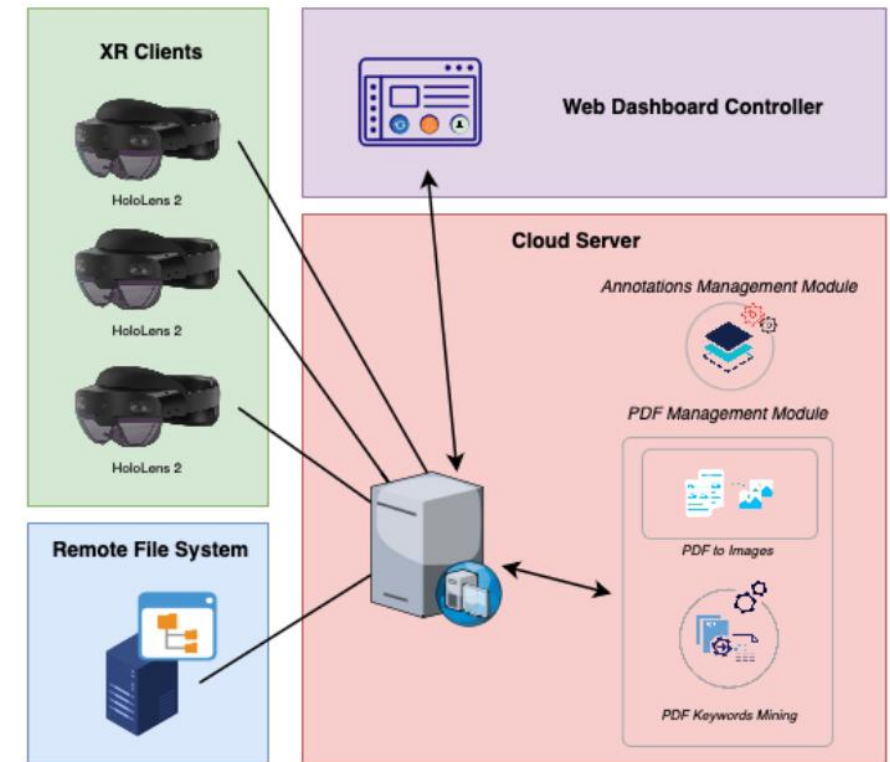 XR Clients
HoloLens 2
HoloLens 2
HoloLens 2
Remote File System
Web Dashboard Controller
Cloud Server
Annotations Management Module
PDF Management Module
PDF to Images
PDF Keywords Mining